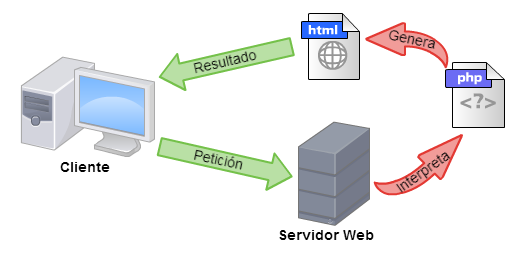 html
Genera
Resultado
php
<?>
Petición
Interpreta
Cliente
Servidor Web